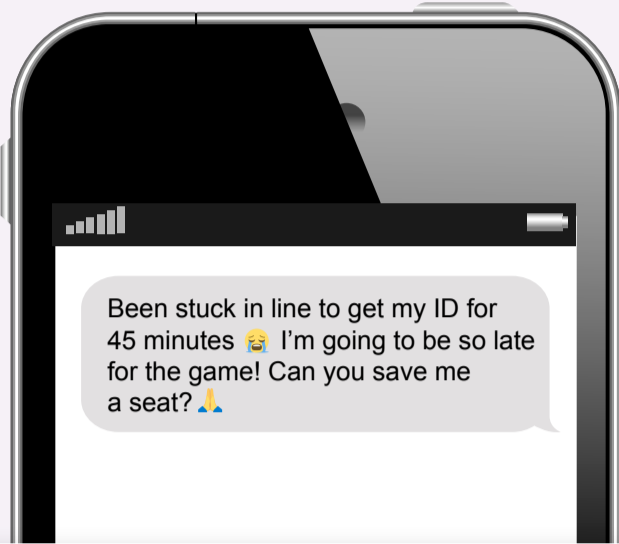 Been stuck in line to get my ID for
45 minutes 😭 I’m going to be so late
for the game! Can you save me
a seat? 🙏